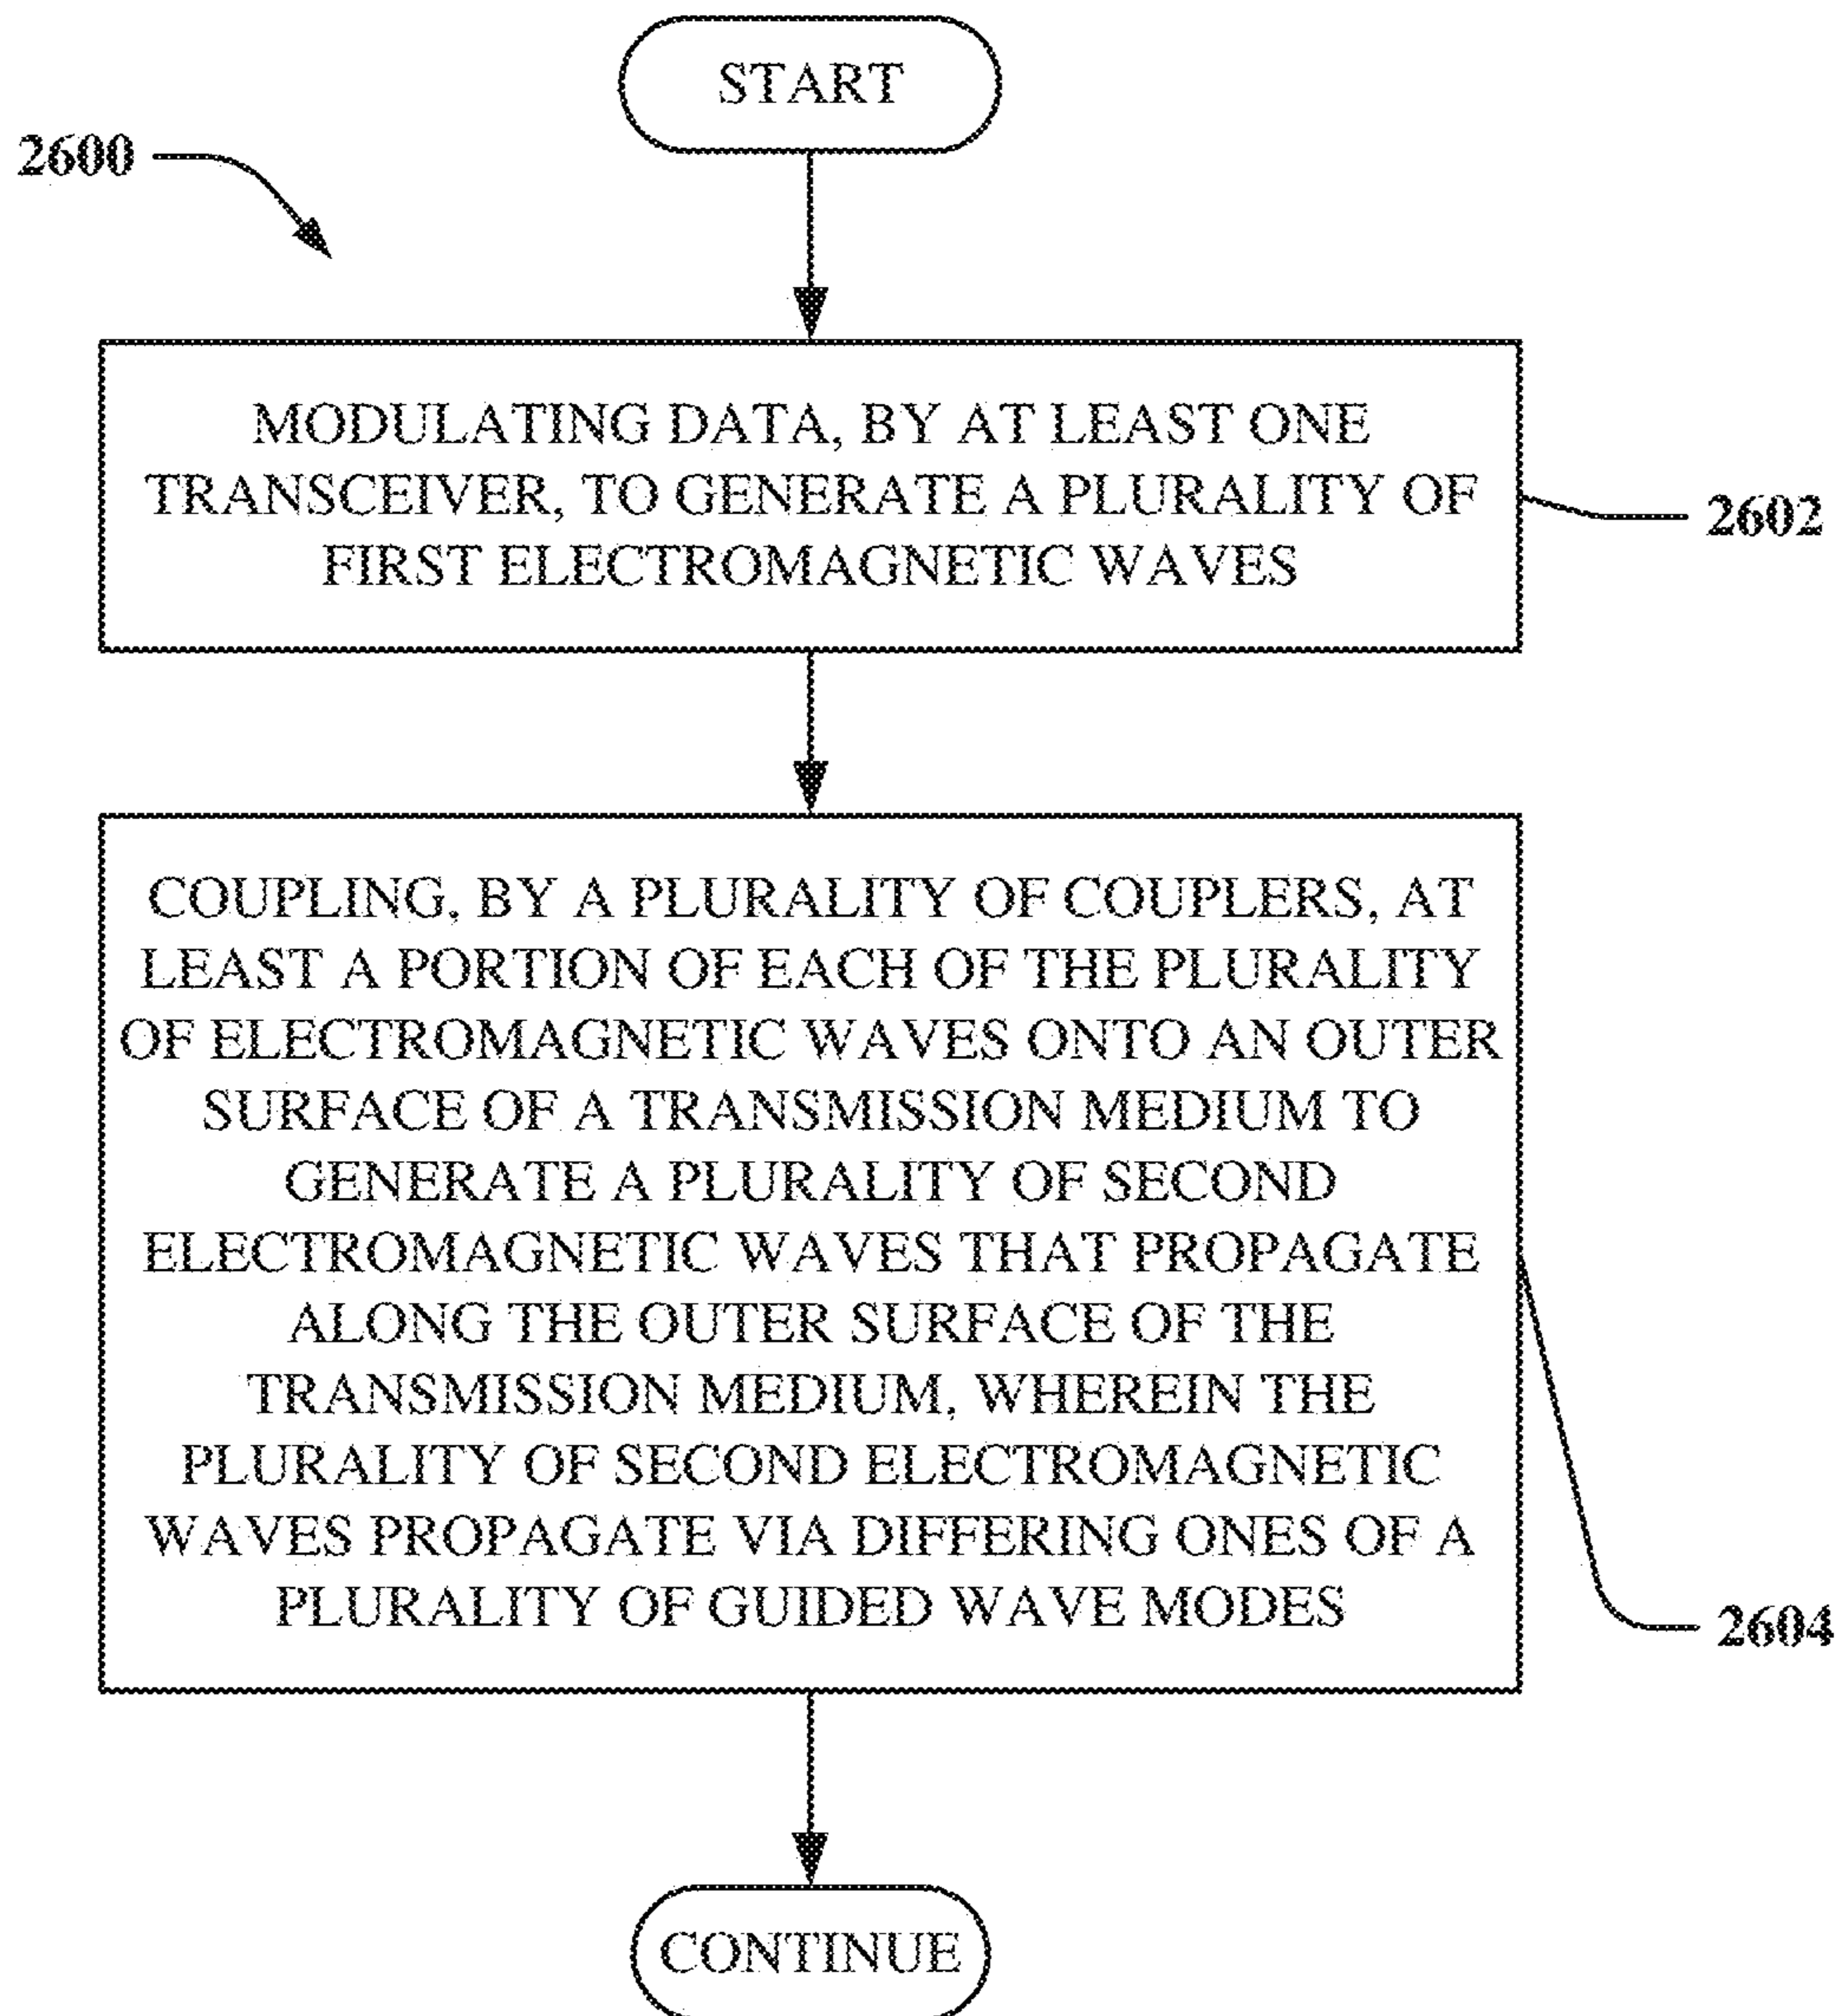 START
2600
MODULATING DATA, BY AT LEAST ONE
TRANSCEIVER, TO GENERATE A PLURALITY OF
FIRST ELECTROMAGNETIC WAVES
2602
COUPLING, BY A PLURALITY OF COUPLERS, AT
LEAST A PORTION OF EACH OF THE PLURALITY
OF ELECTROMAGNETIC WAVES ONTO AN OUTER
SURFACE OF A TRANSMISSION MEDIUM TO
GENERATE A PLURALITY OF SECOND
ELECTROMAGNETIC WAVES THAT PROPAGATE
ALONG THE OUTER SURFACE OF THE
TRANSMISSION MEDIUM, WHEREIN THE
PLURALITY OF SECOND ELECTROMAGNETIC
WAVES PROPAGATE VIA DIFFERING ONES OF A
PLURALITY OF GUIDED WAVE MODES
2604
CONTINUE